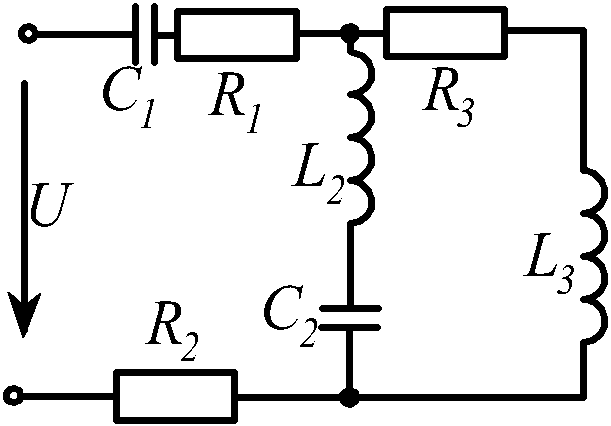 C₁
R₁
R₃
L₂
U
L₃
C₂
R₂